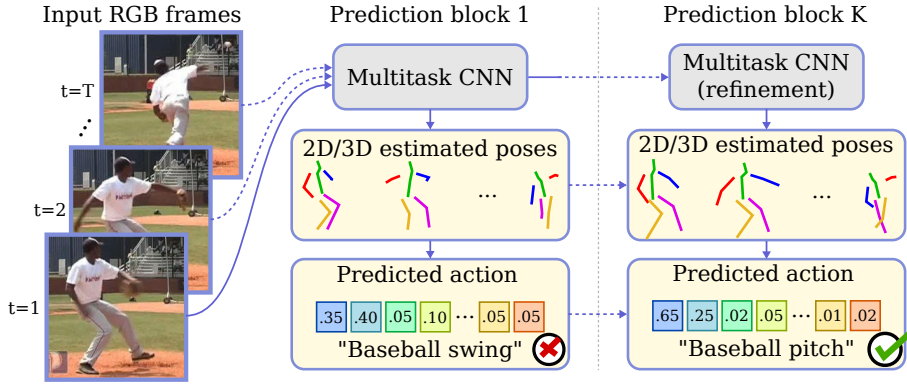 Input RGB frames
Prediction block 1
Prediction block K
t=T
t=2
t=1
Multitask CNN
Multitask CNN
(refinement)
2D/3D estimated poses
...
2D/3D estimated poses
...
Predicted action
.35 .40 .05 .10 ... .05 .05
"Baseball swing"
Predicted action
.65 .25 .02 .05 ... .01 .02
"Baseball pitch"